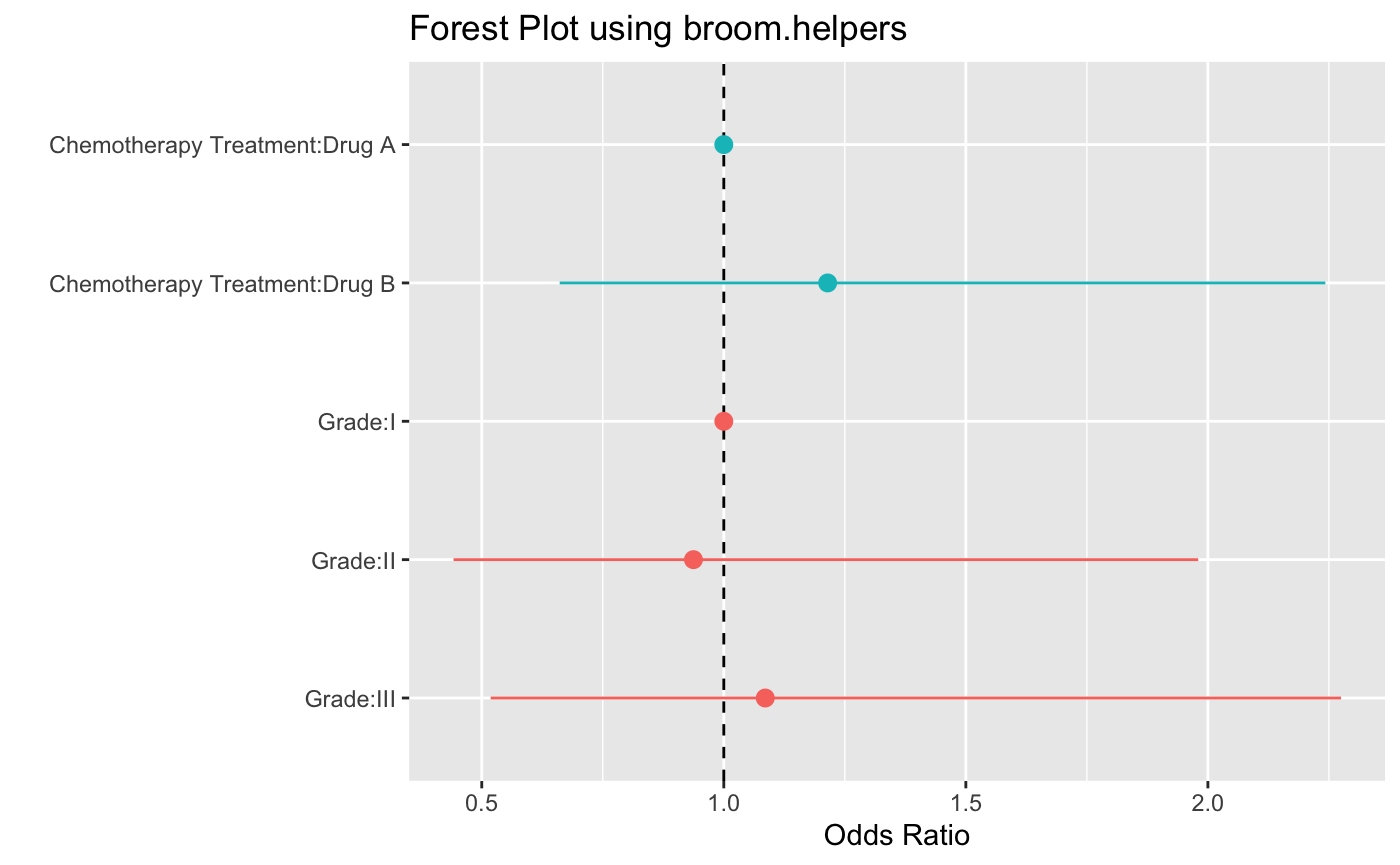 Forest Plot using broom.helpers
Chemotherapy Treatment:Drug A
Chemotherapy Treatment:Drug B
Grade:I
Grade:II
Grade:III
0.5 1.0 1.5 2.0
Odds Ratio